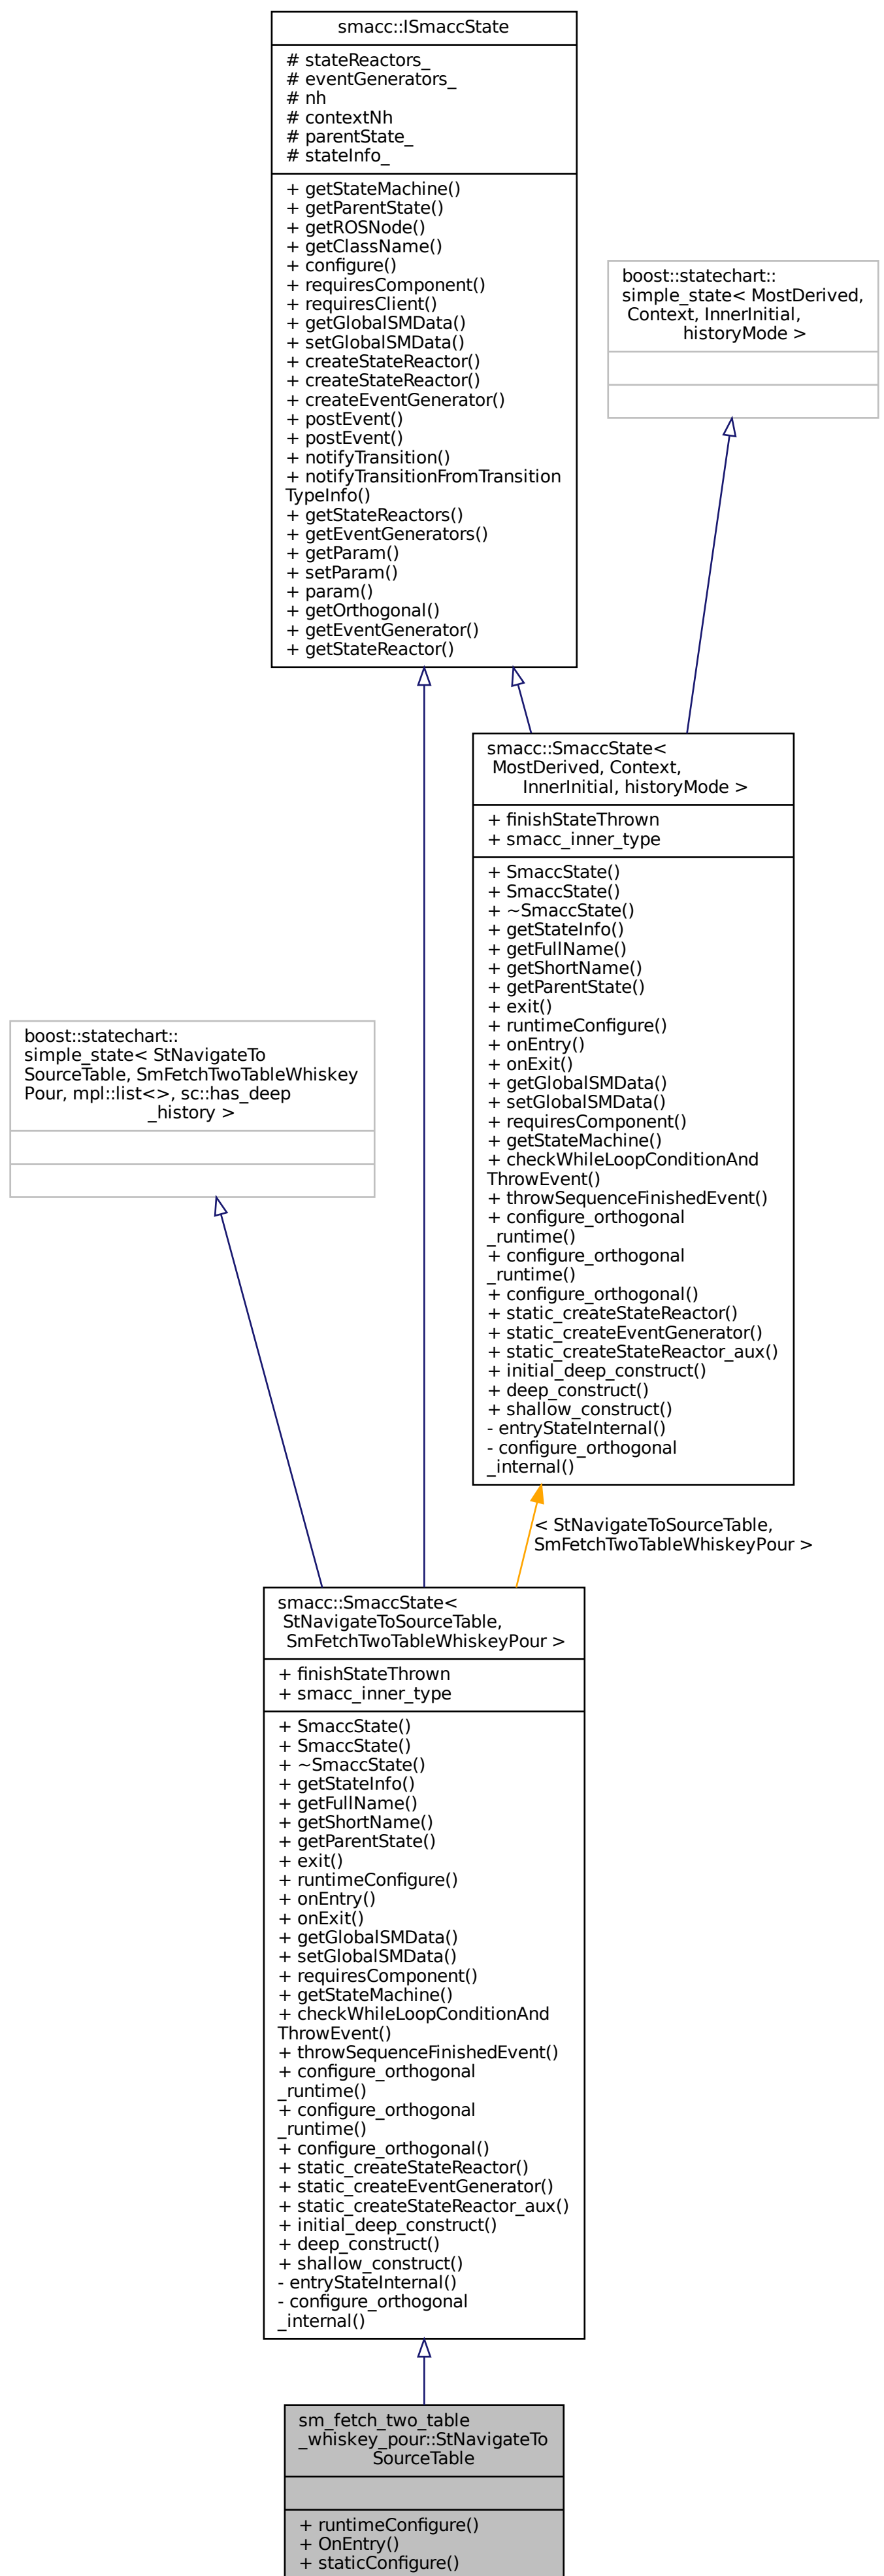 smacc::ISmaccState
# stateReactors_
# eventGenerators_
# nh
# contextNh
# parentState_
# stateInfo_
+ getStateMachine()
+ getParentState()
+ getROSNode()
+ getClassName()
+ configure()
+ requiresComponent()
+ requiresClient()
+ getGlobalSMData()
+ setGlobalSMData()
+ createStateReactor()
+ createStateReactor()
+ createEventGenerator()
+ postEvent()
+ postEvent()
+ notifyTransition()
+ notifyTransitionFromTransition
TypeInfo()
+ getStateReactors()
+ getEventGenerators()
+ getParam()
+ setParam()
+ param()
+ getOrthogonal()
+ getEventGenerator()
+ getStateReactor()
boost::statechart::
simple_state< MostDerived,
Context, InnerInitial,
historyMode >
smacc::SmaccState<
MostDerived, Context,
InnerInitial, historyMode >
+ finishStateThrown
+ smacc_inner_type
+ SmaccState()
+ SmaccState()
+ ~SmaccState()
+ getStateInfo()
+ getFullName()
+ getShortName()
+ getParentState()
+ exit()
+ runtimeConfigure()
+ onEntry()
+ onExit()
+ getGlobalSMData()
+ setGlobalSMData()
+ requiresComponent()
+ getStateMachine()
+ checkWhileLoopConditionAnd
ThrowEvent()
+ throwSequenceFinishedEvent()
+ configure_orthogonal
_runtime()
+ configure_orthogonal
_runtime()
+ configure_orthogonal()
+ static_createStateReactor()
+ static_createEventGenerator()
+ static_createStateReactor_aux()
+ initial_deep_construct()
+ deep_construct()
+ shallow_construct()
- entryStateInternal()
- configure_orthogonal
_internal()
boost::statechart::
simple_state< StNavigateTo
SourceTable, SmFetchTwoTableWhiskey
Pour, mpl::list<>, sc::has_deep
_history >
< StNavigateToSourceTable,
SmFetchTwoTableWhiskeyPour >
smacc::SmaccState<
StNavigateToSourceTable,
SmFetchTwoTableWhiskeyPour >
+ finishStateThrown
+ smacc_inner_type
+ SmaccState()
+ SmaccState()
+ ~SmaccState()
+ getStateInfo()
+ getFullName()
+ getShortName()
+ getParentState()
+ exit()
+ runtimeConfigure()
+ onEntry()
+ onExit()
+ getGlobalSMData()
+ setGlobalSMData()
+ requiresComponent()
+ getStateMachine()
+ checkWhileLoopConditionAnd
ThrowEvent()
+ throwSequenceFinishedEvent()
+ configure_orthogonal
_runtime()
+ configure_orthogonal
_runtime()
+ configure_orthogonal()
+ static_createStateReactor()
+ static_createEventGenerator()
+ static_createStateReactor_aux()
+ initial_deep_construct()
+ deep_construct()
+ shallow_construct()
- entryStateInternal()
- configure_orthogonal
_internal()
sm_fetch_two_table
_whiskey_pour::StNavigateTo
SourceTable
+ runtimeConfigure()
+ OnEntry()
+ staticConfigure()